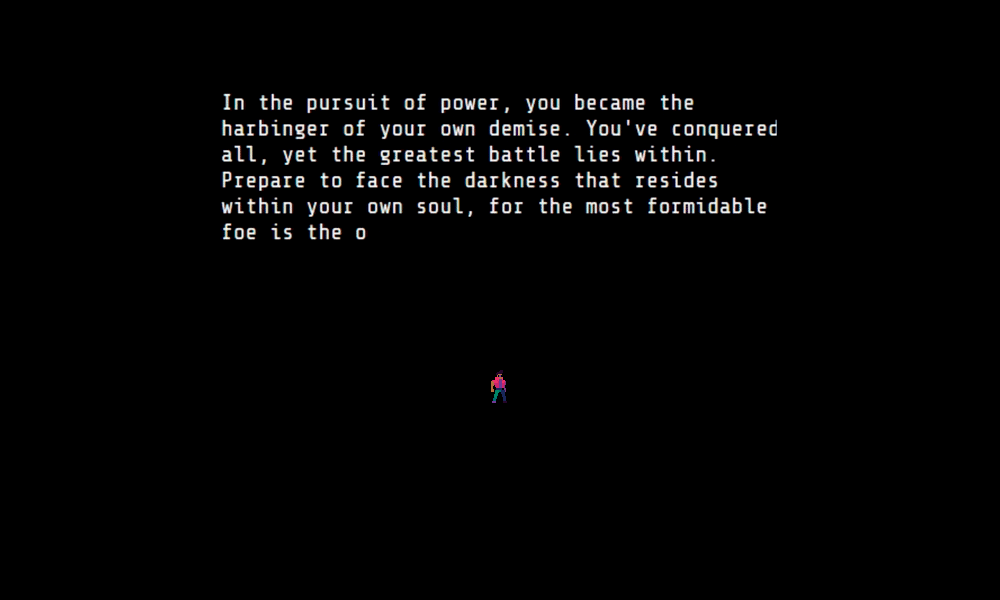 In the pursuit of power, you became the
harbinger of your own demise. You've conquered
all, yet the greatest battle lies within.
Prepare to face the darkness that resides
within your own soul, for the most formidable
foe is the o